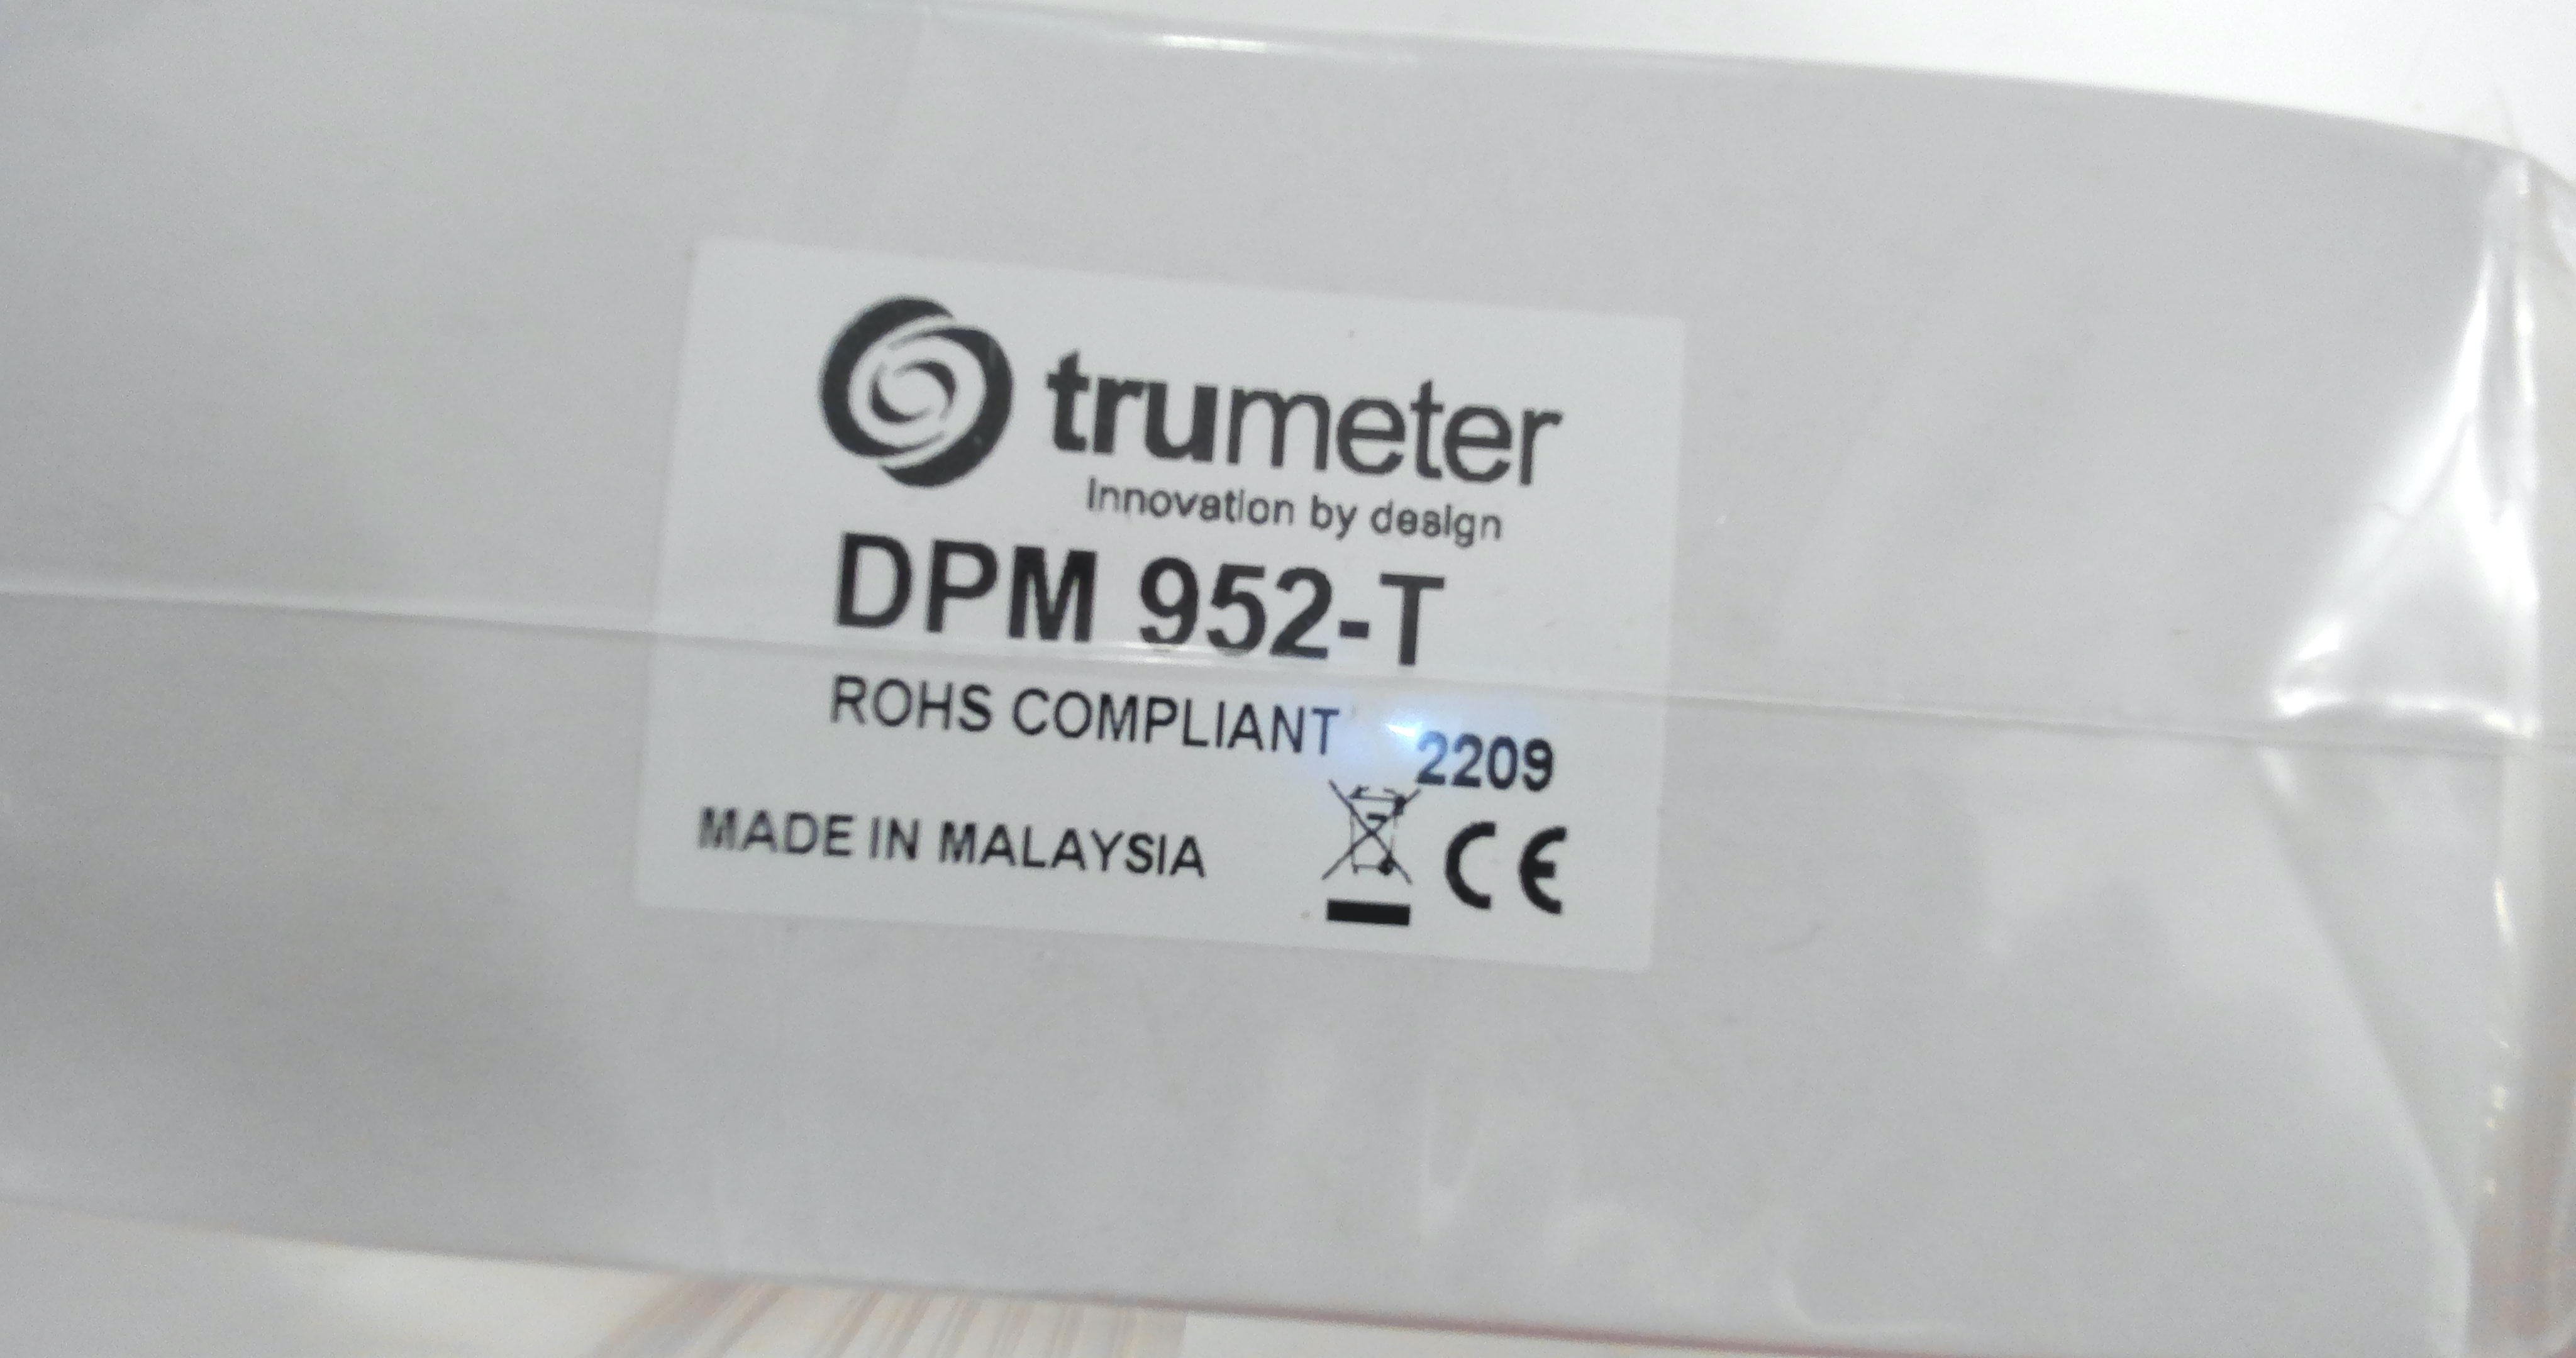 trumeter
Innovation by design
DPM 952-T
ROHS COMPLIANT
2209
MADE IN MALAYSIA
CE